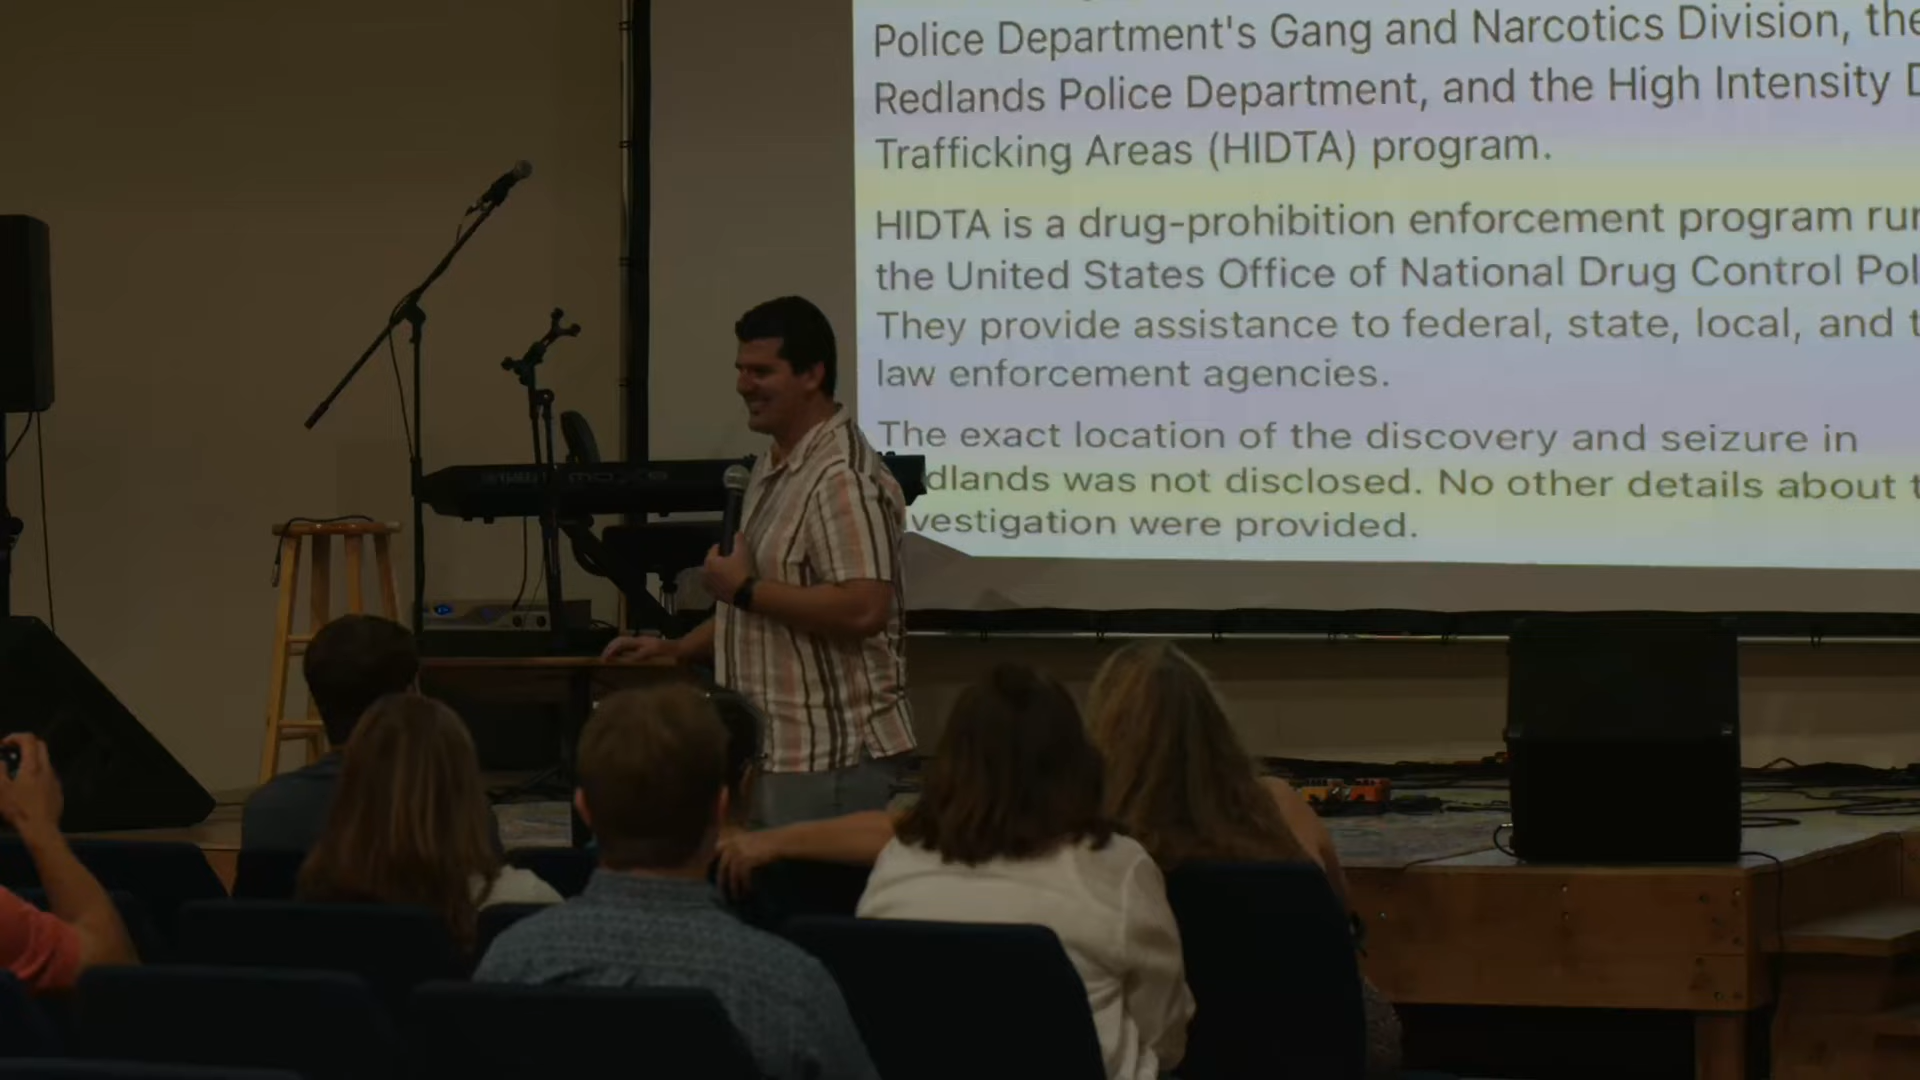 Police Department's Gang and Narcotics Division, the
Redlands Police Department, and the High Intensity
Trafficking Areas (HIDTA) program.
HIDTA is a drug-prohibition enforcement program run
the United States Office of National Drug Control Pol
They provide assistance to federal, state, local, and
law enforcement agencies.
The exact location of the discovery and seizure in
dlands was not disclosed. No other details about
vestigation were provided.